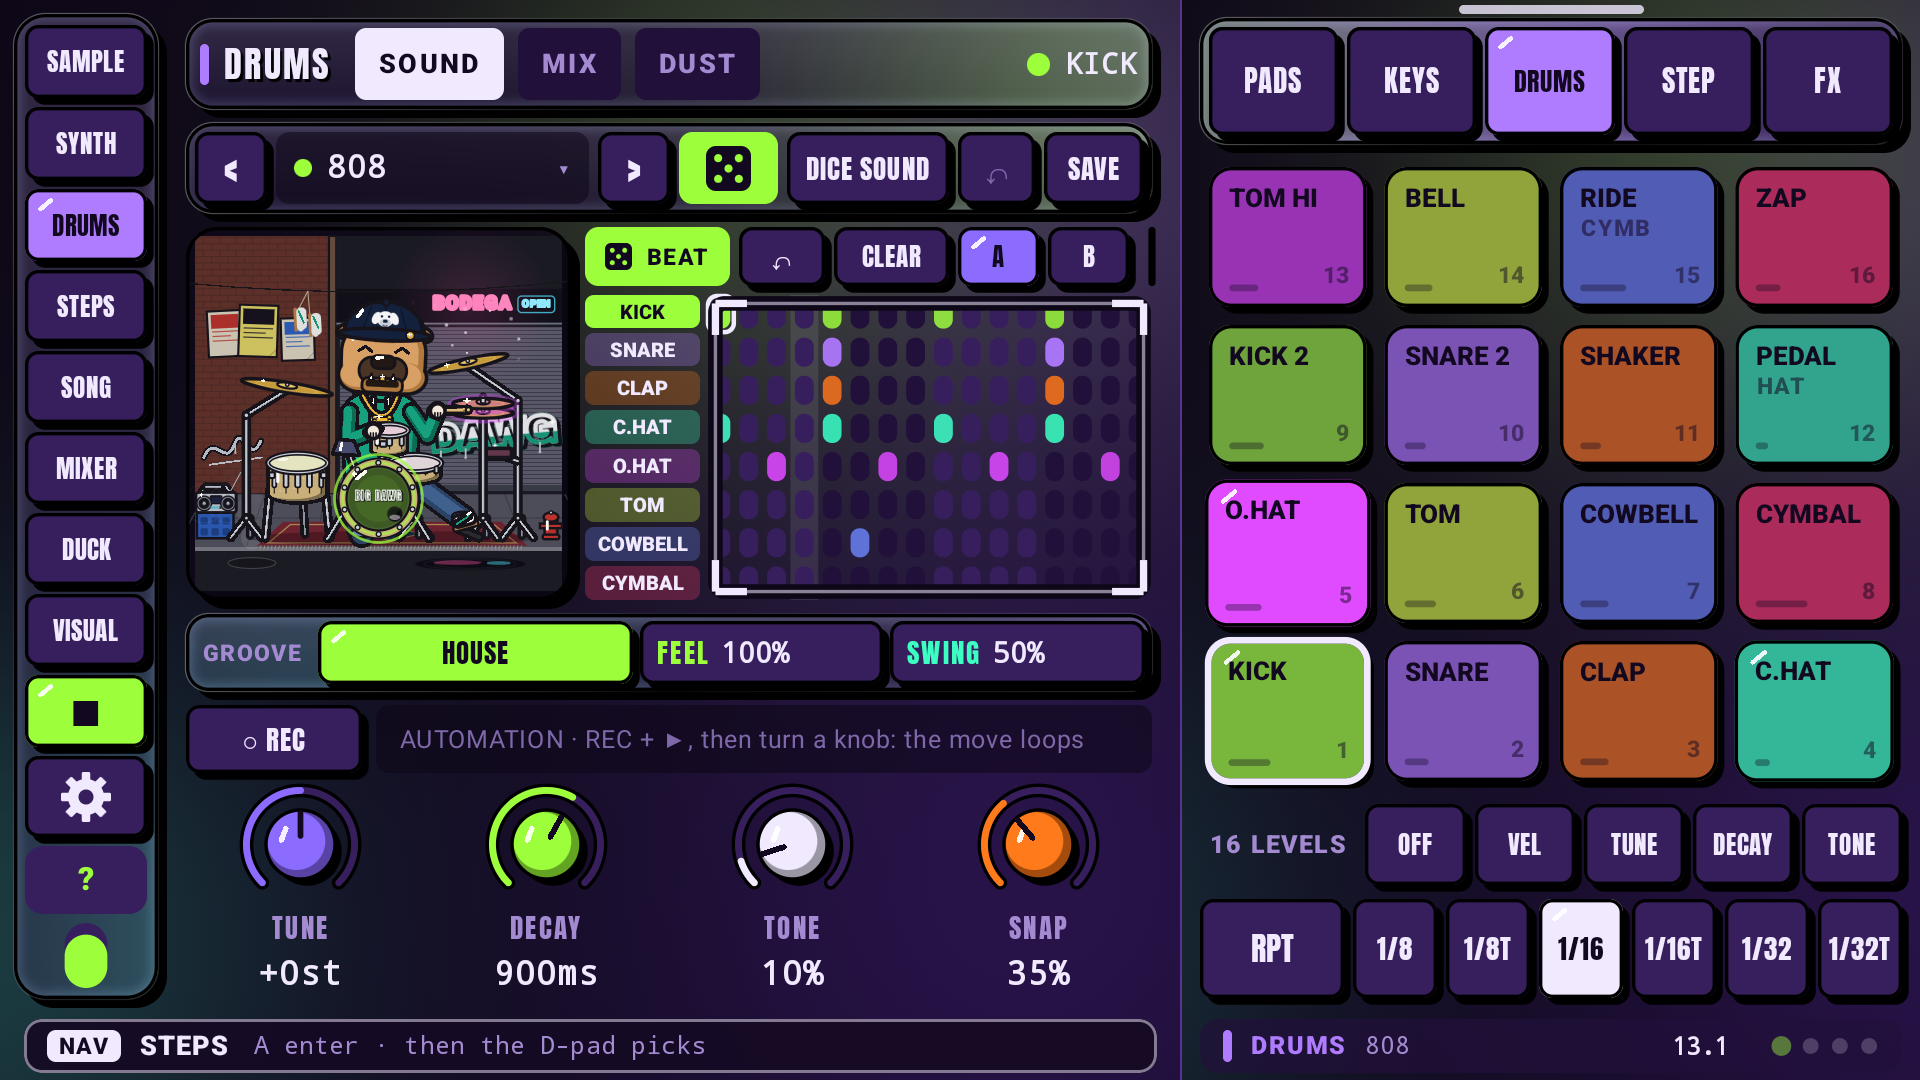 SAMPLE
SYNTH
DRUMS
STEPS
SONG
MIXER
DUCK
VISUAL
?
DRUMS SOUND MIX DUST KICK
< 808 ▾ > DICE SOUND SAVE
BODEGA OPEN
DAWG
BIG DAWG
BEAT CLEAR A B
KICK
SNARE
CLAP
C.HAT
O.HAT
TOM
COWBELL
CYMBAL
GROOVE HOUSE FEEL 100% SWING 50%
○ REC AUTOMATION · REC + ►, then turn a knob: the move loops
TUNE DECAY TONE SNAP
+0st 900ms 10% 35%
NAV STEPS A enter · then the D-pad picks
PADS KEYS DRUMS STEP FX
TOM HI BELL RIDE ZAP
CYMB
13 14 15 16
KICK 2 SNARE 2 SHAKER PEDAL
HAT
9 10 11 12
O.HAT TOM COWBELL CYMBAL
5 6 7 8
KICK SNARE CLAP C.HAT
1 2 3 4
16 LEVELS OFF VEL TUNE DECAY TONE
RPT 1/8 1/8T 1/16 1/16T 1/32 1/32T
DRUMS 808 13.1